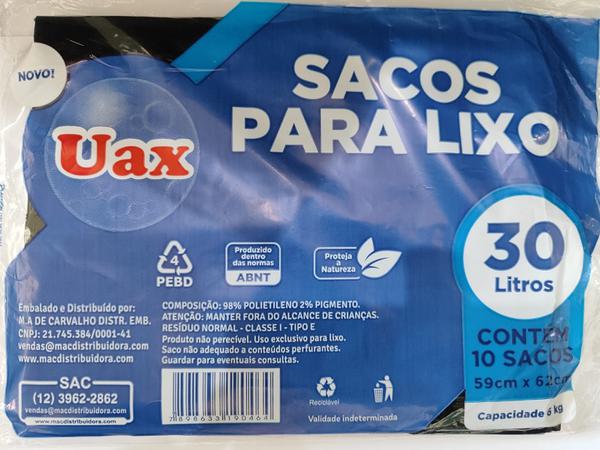 NOVO!
Uax
SACOS
PARA LIXO
30
Litros
CONTÉM
10 SACOS
59cm x 62cm
Capacidade 6 kg
4
PEBD
Produzido
dentro
das normas
ABNT
Proteja
a Natureza
Embalado e Distribuído por:
M.A DE CARVALHO DISTR. EMB.
CNPJ: 21.745.384/0001-41
vendas@macdistribuidora.com
www.macdistribuidora.com
COMPOSIÇÃO: 98% POLIETILENO 2% PIGMENTO.
ATENÇÃO: MANTER FORA DO ALCANCE DE CRIANÇAS.
RESÍDUO NORMAL - CLASSE I - TIPO E
Produto não perecível. Uso exclusivo para lixo.
Saco não adequado a conteúdos perfurantes.
Guardar para eventuais consultas.
SAC
(12) 3962-2862
vendas@macdistribuidora.com
www.macdistribuidora.com
7898633190464
Reciclável
Validade indeterminada